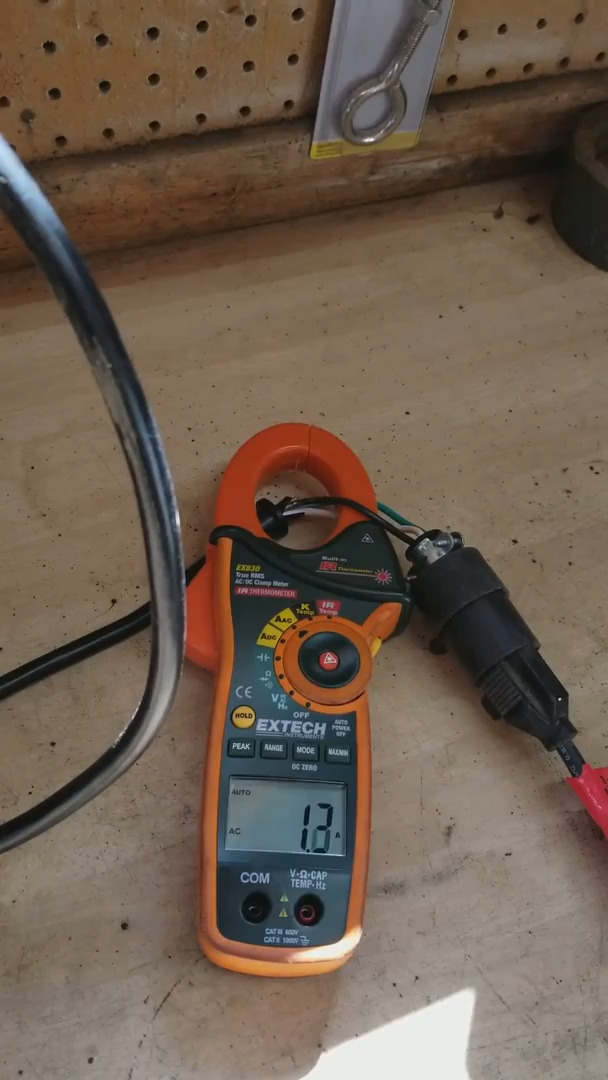 Built-in
IR Thermometer
EX830
True RMS
AC/DC Clamp Meter
IR THERMOMETER
K
Temp
IR
Temp
AAC
ADC
Ω
V
Hz
CE
OFF
HOLD
EXTECH
INSTRUMENTS
AUTO
POWER
OFF
PEAK
RANGE
MODE
MAX/MIN
DC ZERO
AUTO
AC
1.3 A
COM
V-Ω-CAP
TEMP-Hz
CAT III 600V
CAT II 1000V